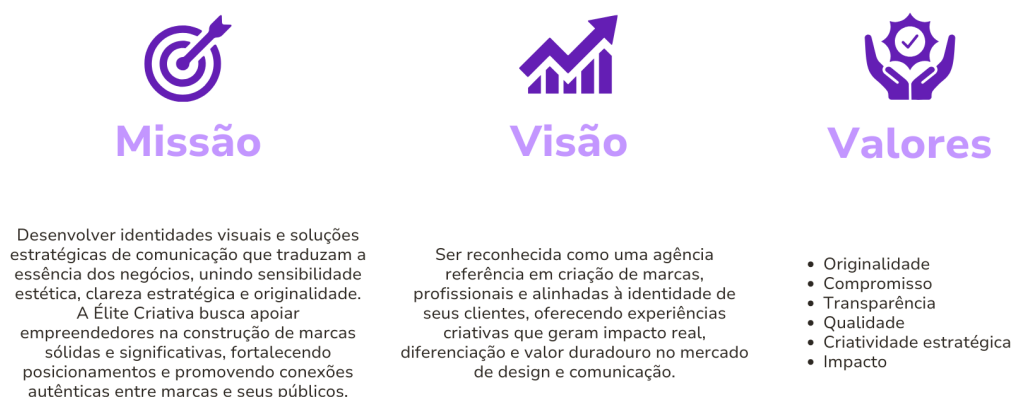 Missão
Desenvolver identidades visuais e soluções
estratégicas de comunicação que traduzam a
essência dos negócios, unindo sensibilidade
estética, clareza estratégica e originalidade.
A Élite Criativa busca apoiar
empreendedores na construção de marcas
sólidas e significativas, fortalecendo
posicionamentos e promovendo conexões
autênticas entre marcas e seus públicos.
Visão
Ser reconhecida como uma agência
referência em criação de marcas,
profissionais e alinhadas à identidade de
seus clientes, oferecendo experiências
criativas que geram impacto real,
diferenciação e valor duradouro no mercado
de design e comunicação.
Valores
• Originalidade
• Compromisso
• Transparência
• Qualidade
• Criatividade estratégica
• Impacto